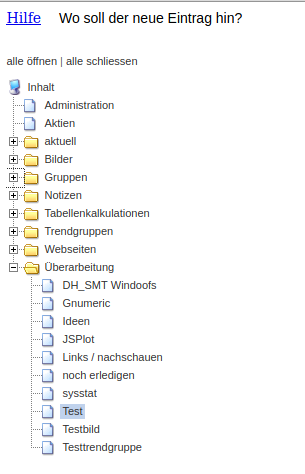 Hilfe Wo soll der neue Eintrag hin?
alle öffnen | alle schliessen
Inhalt
Administration
Aktien
aktuell
Bilder
Gruppen
Notizen
Tabellenkalkulationen
Trendgruppen
Webseiten
Überarbeitung
DH_SMT Windoofs
Gnumeric
Ideen
JSPlot
Links / nachschauen
noch erledigen
sysstat
Test
Testbild
Testtrendgruppe